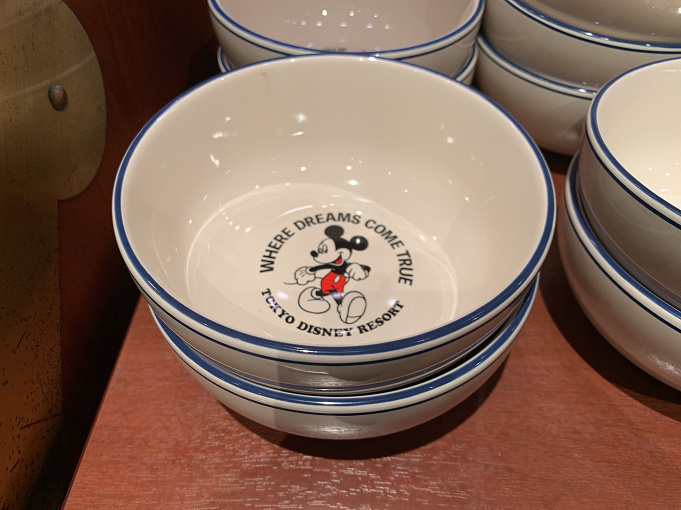 WHERE DREAMS COME TRUE
TOKYO DISNEY RESORT